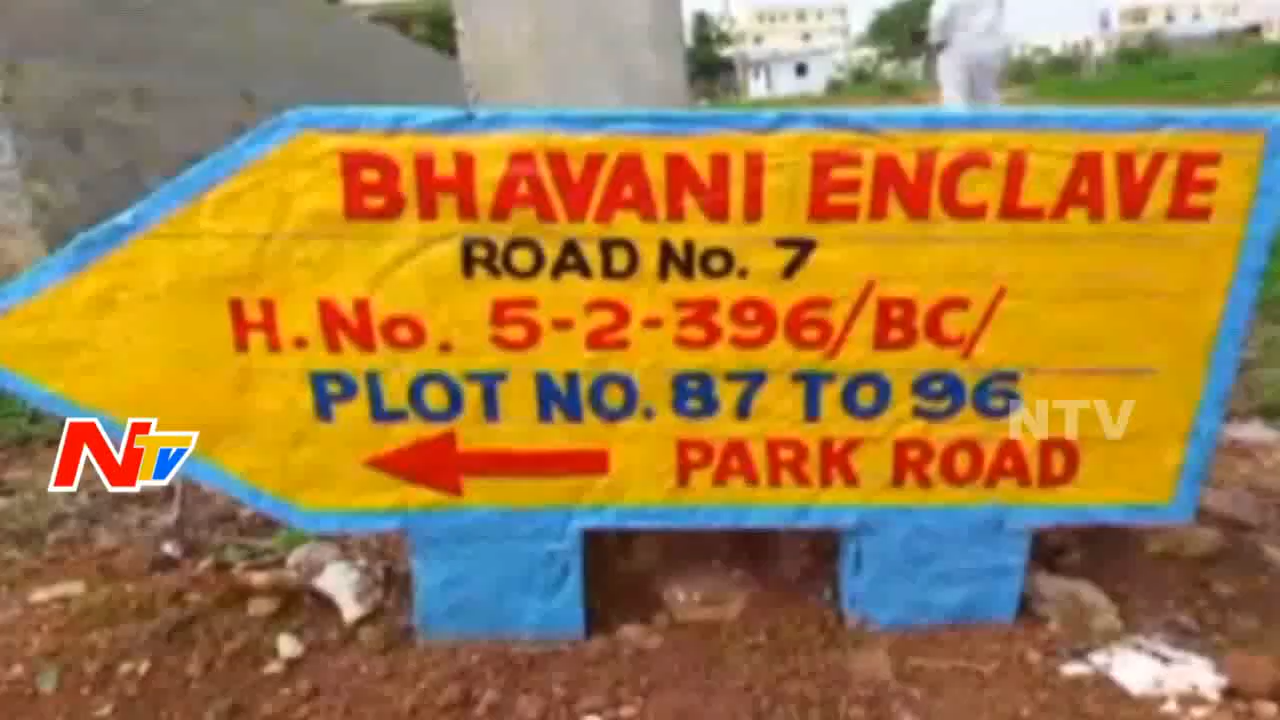 BHAVANI ENCLAVE
ROAD No. 7
H.No. 5-2-396/BC/
PLOT NO. 87 TO 96
PARK ROAD
NTV
NTV